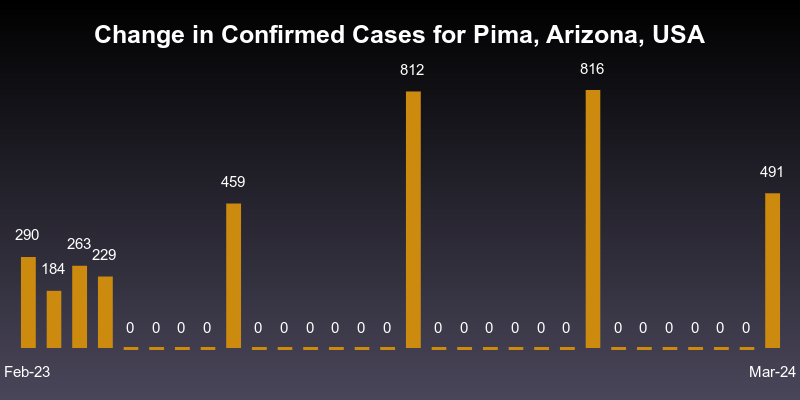 Change in Confirmed Cases for Pima, Arizona, USA
290 184 263 229 0 0 0 0 459 0 0 0 0 0 0 812 0 0 0 0 0 0 816 0 0 0 0 0 0 491
Feb-23 Mar-24